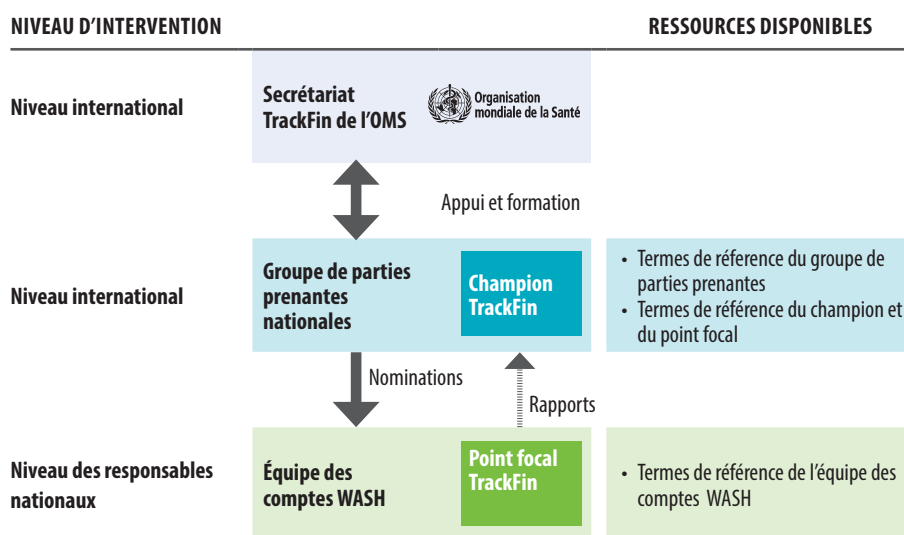 NIVEAU D'INTERVENTION
RESSOURCES DISPONIBLES
Niveau international
Secrétariat
TrackFin de l'OMS
Organisation
mondiale de la Santé
Appui et formation
Niveau international
Groupe de parties
prenantes
nationales
Champion
TrackFin
• Termes de réference du groupe de
parties prenantes
• Termes de référence du champion et
du point focal
Nominations
Rapports
Niveau des responsables
nationaux
Équipe des
comptes WASH
Point focal
TrackFin
• Termes de référence de l'équipe des
comptes WASH